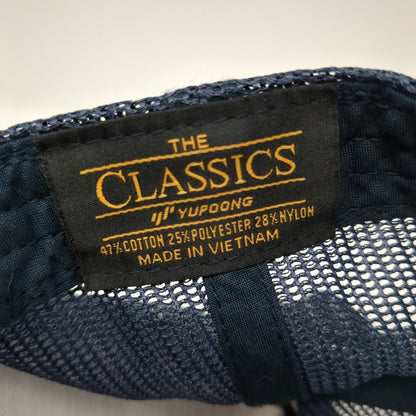 THE
CLASSICS
YUPOONG
47% COTTON 25% POLYESTER 28% NYLON
MADE IN VIETNAM